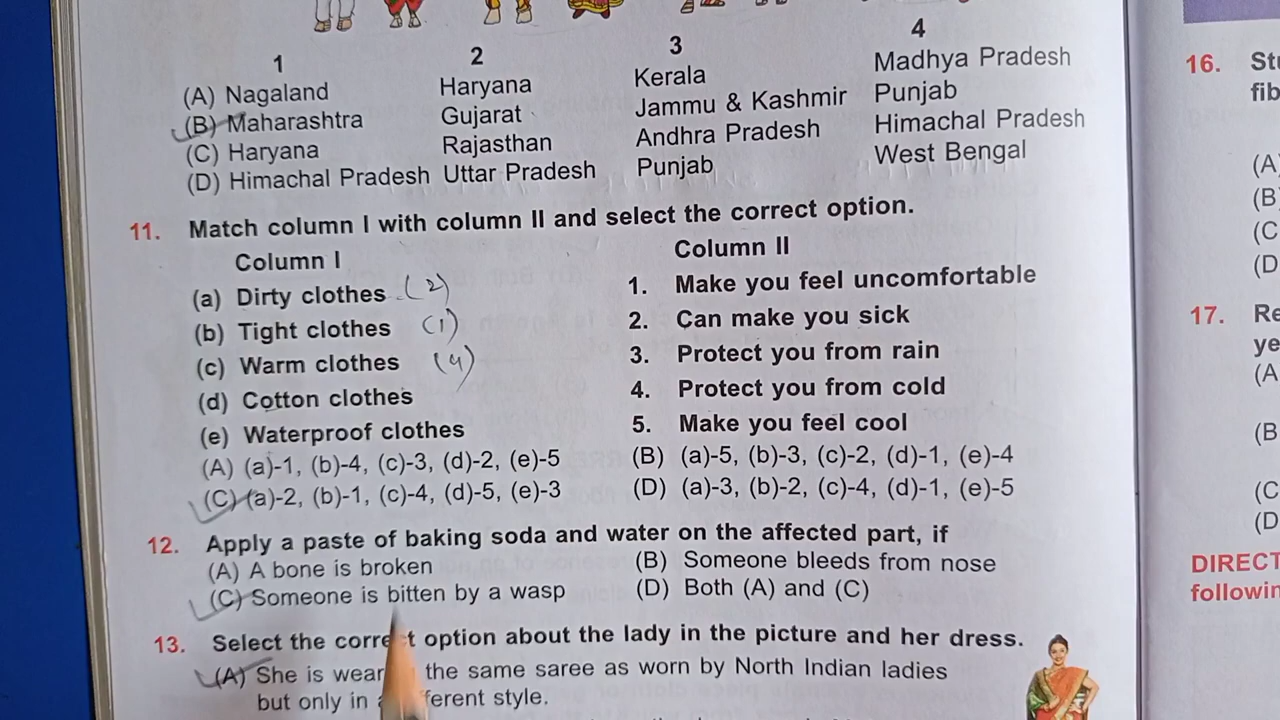 1 2 3 4
(A) Nagaland Haryana Kerala Madhya Pradesh
(B) Maharashtra Gujarat Jammu & Kashmir Punjab
(C) Haryana Rajasthan Andhra Pradesh Himachal Pradesh
(D) Himachal Pradesh Uttar Pradesh Punjab West Bengal
11. Match column I with column II and select the correct option.
Column I Column II
(a) Dirty clothes (2) 1. Make you feel uncomfortable
(b) Tight clothes (1) 2. Can make you sick
(c) Warm clothes (4) 3. Protect you from rain
(d) Cotton clothes 4. Protect you from cold
(e) Waterproof clothes 5. Make you feel cool
(A) (a)-1, (b)-4, (c)-3, (d)-2, (e)-5 (B) (a)-5, (b)-3, (c)-2, (d)-1, (e)-4
(C) (a)-2, (b)-1, (c)-4, (d)-5, (e)-3 (D) (a)-3, (b)-2, (c)-4, (d)-1, (e)-5
12. Apply a paste of baking soda and water on the affected part, if
(A) A bone is broken (B) Someone bleeds from nose
(C) Someone is bitten by a wasp (D) Both (A) and (C)
13. Select the option about the lady in the picture and her dress.
(A) She is the same saree as worn by North Indian ladies
but only in style.
16.
17.
(A
(B
(C
(D
DIRECT